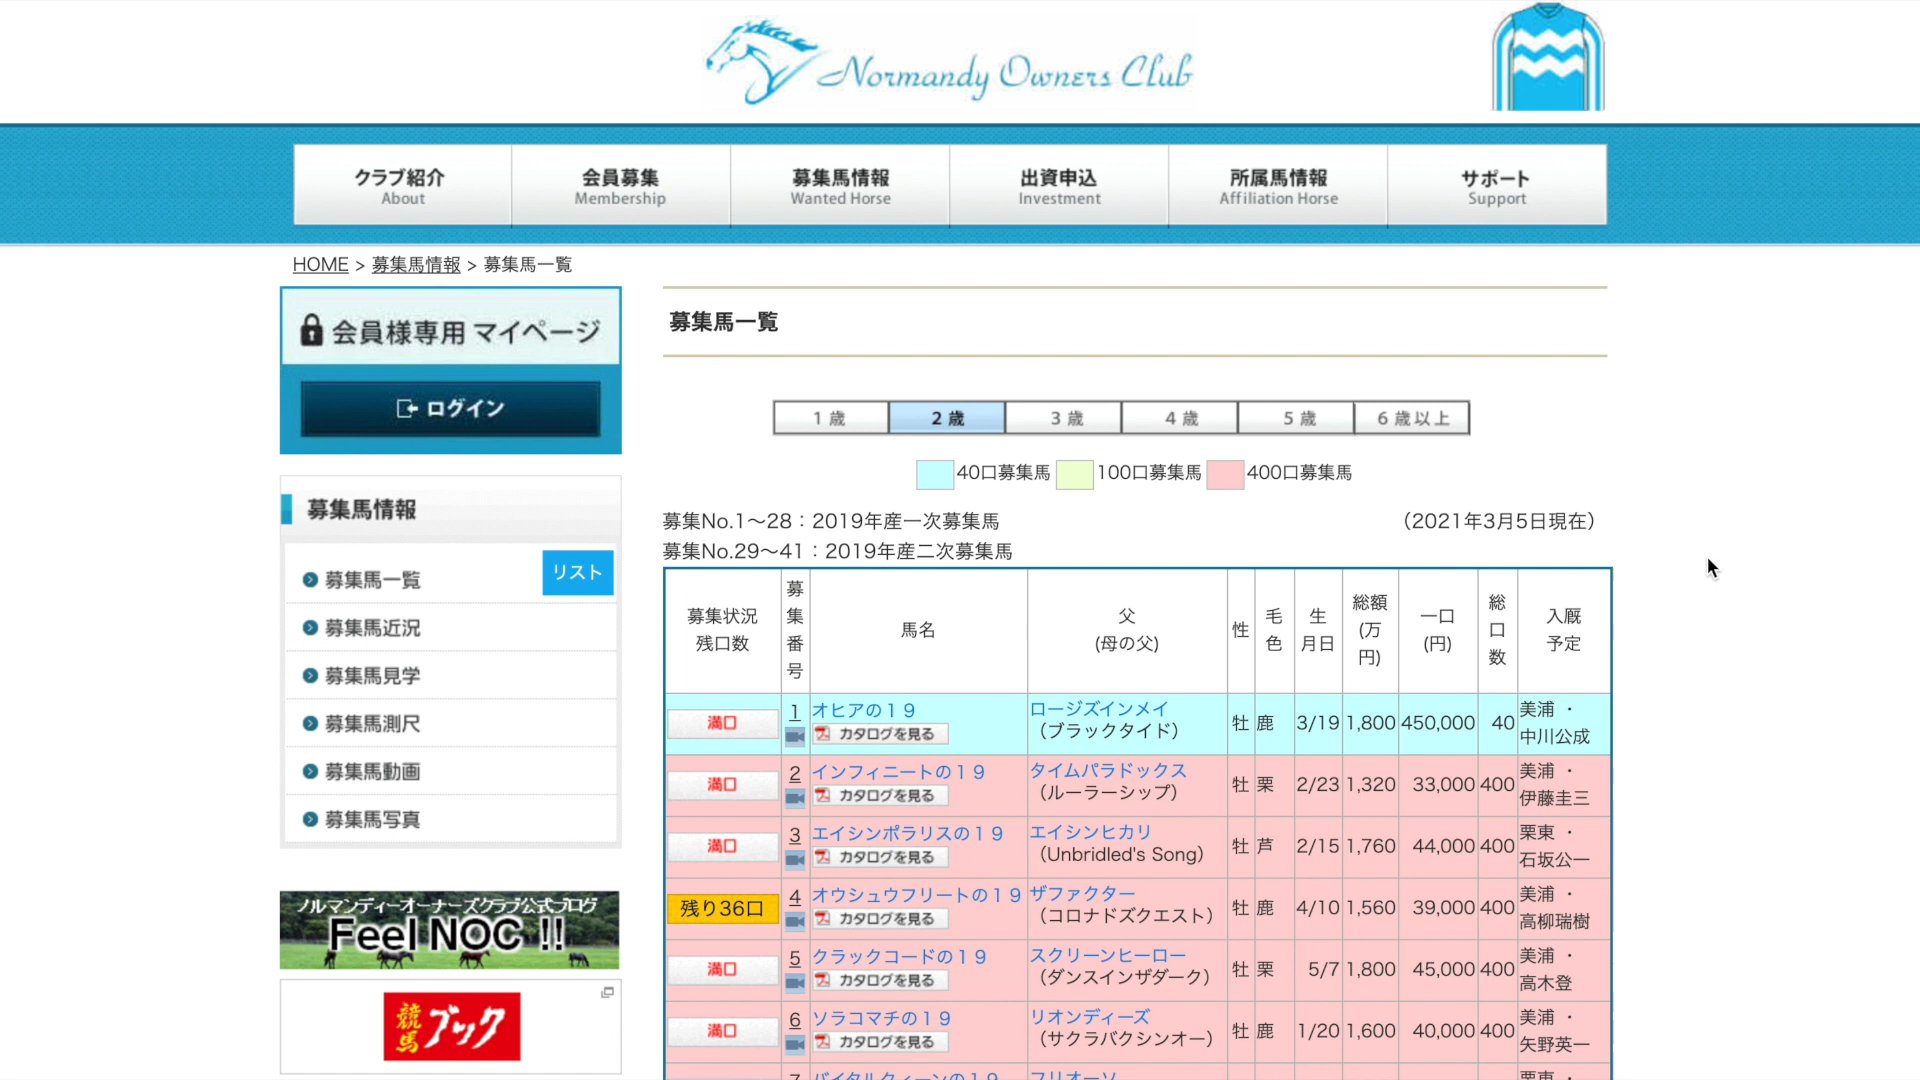 Normandy Owners Club
クラブ紹介
About
会員募集
Membership
募集馬情報
Wanted Horse
出資申込
Investment
所属馬情報
Affiliation Horse
サポート
Support
HOME > 募集馬情報 > 募集馬一覧
会員様専用 マイページ
ログイン
募集馬情報
募集馬一覧 リスト
募集馬近況
募集馬見学
募集馬測尺
募集馬動画
募集馬写真
ノルマンディーオーナーズクラブ公式ブログ
Feel NOC !!
競馬ブック
募集馬一覧
1歳 2歳 3歳 4歳 5歳 6歳以上
40口募集馬 100口募集馬 400口募集馬
募集No.1～28：2019年産一次募集馬 （2021年3月5日現在）
募集No.29～41：2019年産二次募集馬
募集状況 残口数 募集番号 馬名 父 (母の父) 性 毛色 生月日 総額(万円) 一口(円) 総口数 入厩予定
満口 1 オヒアの１９ ロージズインメイ 牡 鹿 3/19 1,800 450,000 40 美浦 ・
カタログを見る （ブラックタイド） 中川公成
満口 2 インフィニートの１９ タイムパラドックス 牡 栗 2/23 1,320 33,000 400 美浦 ・
カタログを見る （ルーラーシップ） 伊藤圭三
満口 3 エイシンポラリスの１９ エイシンヒカリ 牡 芦 2/15 1,760 44,000 400 栗東 ・
カタログを見る （Unbridled's Song） 石坂公一
残り36口 4 オウシュウフリートの１９ ザファクター 牡 鹿 4/10 1,560 39,000 400 美浦 ・
カタログを見る （コロナドズクエスト） 高柳瑞樹
満口 5 クラックコードの１９ スクリーンヒーロー 牡 栗 5/7 1,800 45,000 400 美浦 ・
カタログを見る （ダンスインザダーク） 高木登
満口 6 ソラコマチの１９ リオンディーズ 牡 鹿 1/20 1,600 40,000 400 美浦 ・
カタログを見る （サクラバクシンオー） 矢野英一
7 バイタルクィーンの１９ フリオーソ 栗東 ・